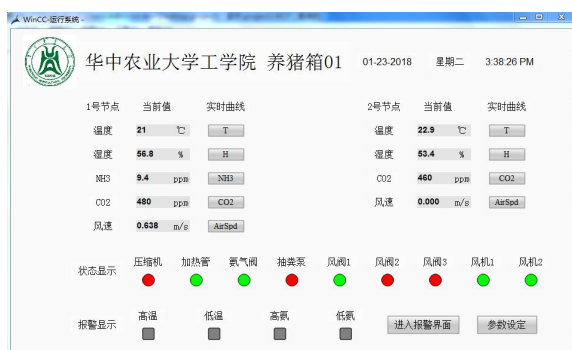 WinCC-运行系统 -
华中农业大学工学院 养猪箱01 01-23-2018 星期二 3:38:26 PM
1号节点 当前值 实时曲线 2号节点 当前值 实时曲线
温度 21 ℃ T 温度 22.9 ℃ T
湿度 56.8 % H 湿度 53.4 % H
NH3 9.4 ppm NH3 CO2 460 ppm CO2
CO2 480 ppm CO2 风速 0.000 m/s AirSpd
风速 0.638 m/s AirSpd
压缩机 加热管 氨气阀 抽粪泵 风阀1 风阀2 风阀3 风机1 风机2
状态显示
高温 低温 高氨 低氨
报警显示 进入报警界面 参数设定